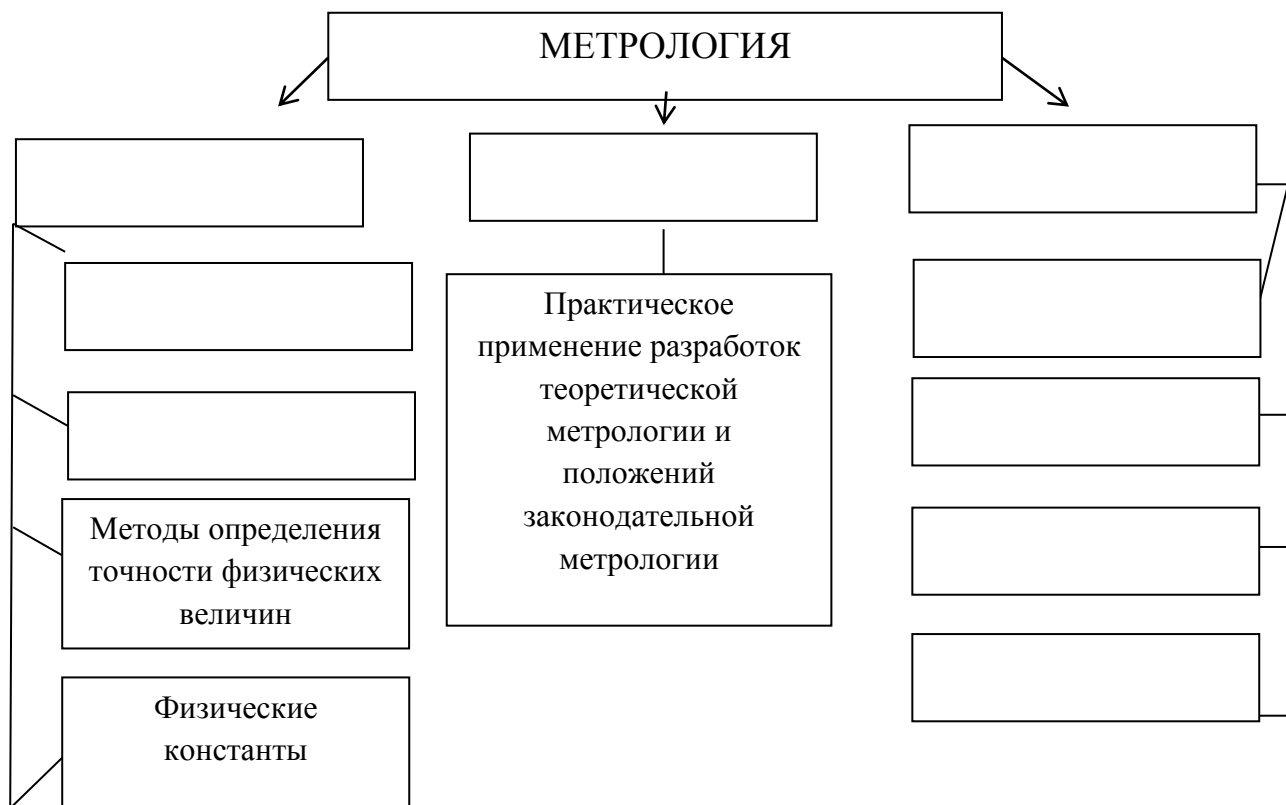 МЕТРОЛОГИЯ
Практическое
применение разработок
теоретической
метрологии и
положений
законодательной
метрологии
Методы определения
точности физических
величин
Физические
константы